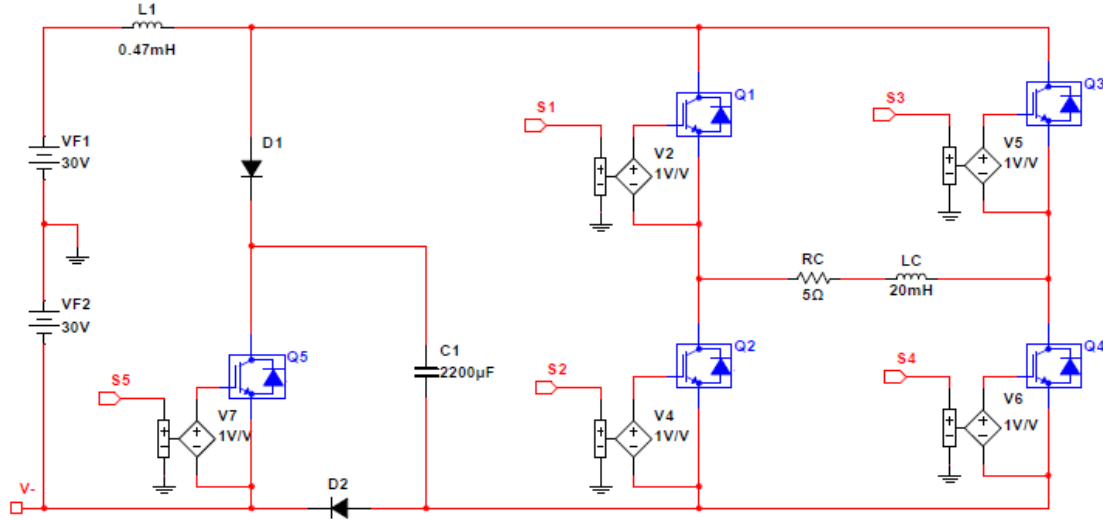 L1
0.47mH
VF1
30V
VF2
30V
D1
S5
V7
1V/V
Q5
C1
2200µF
V-
D2
S1
V2
1V/V
Q1
S3
V5
1V/V
Q3
RC
5Ω
LC
20mH
S2
V4
1V/V
Q2
S4
V6
1V/V
Q4